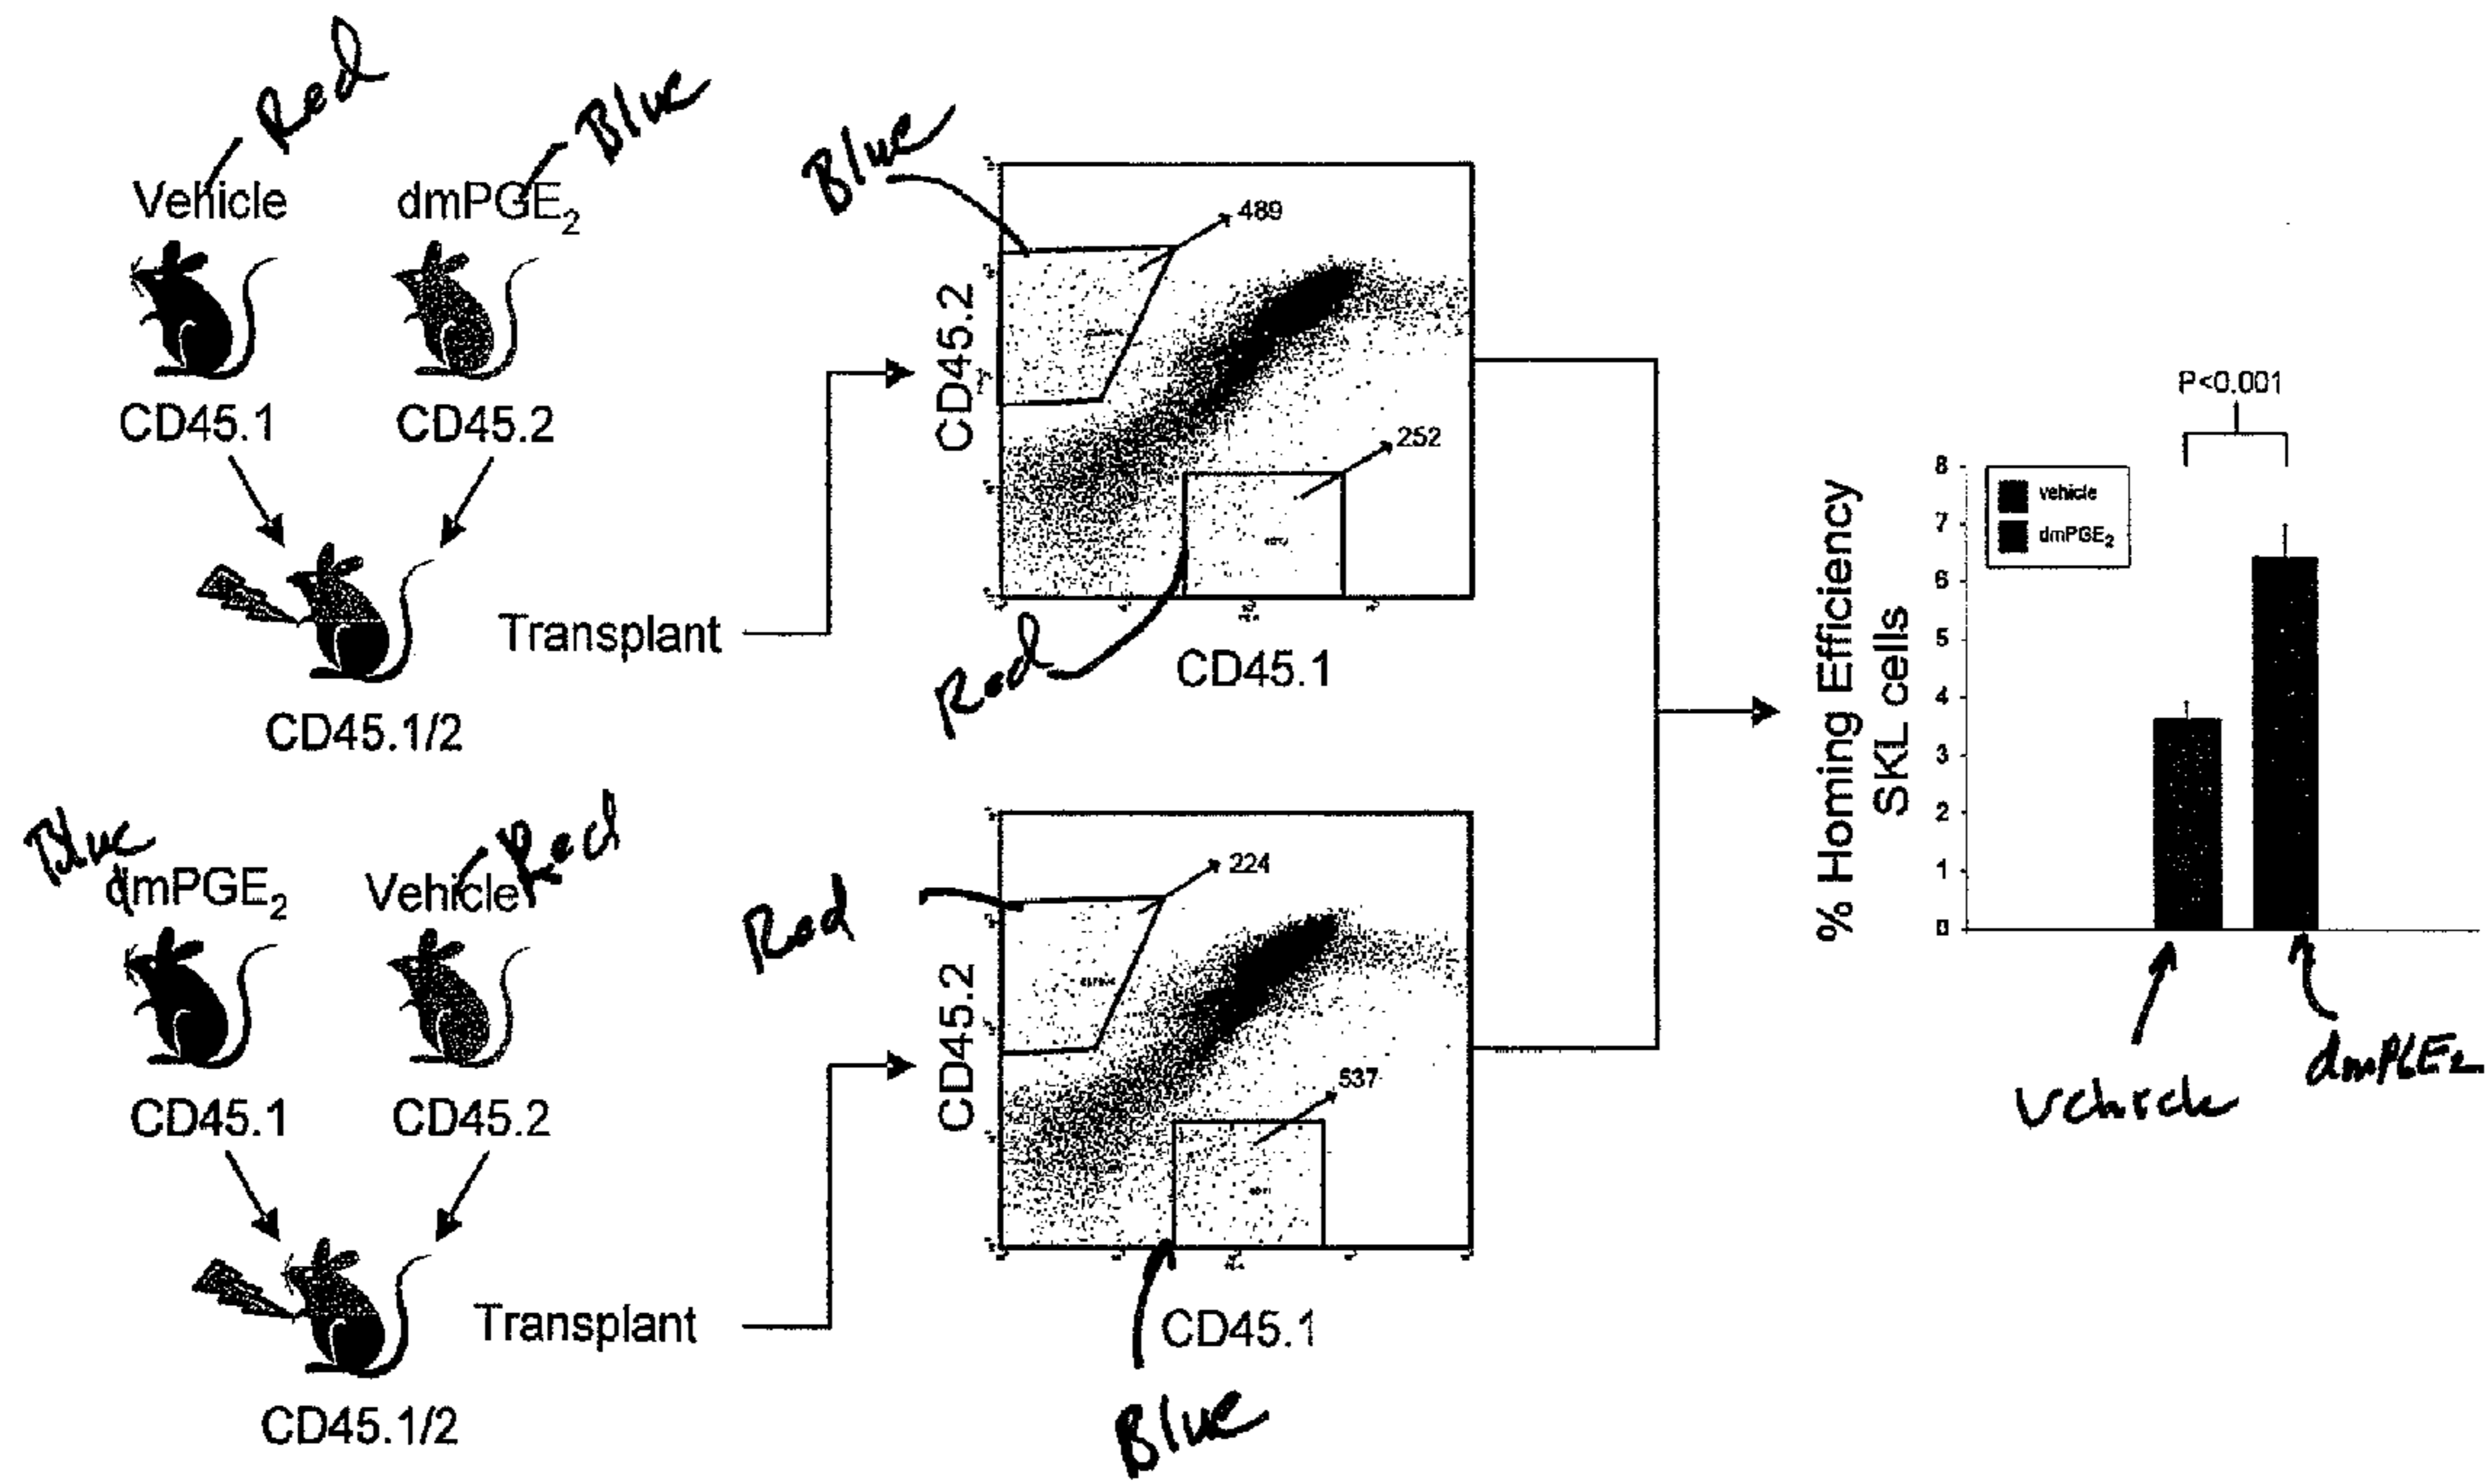 Red
Blue
Vehicle
dmPGE2
CD45.1
CD45.2
Transplant
CD45.1/2
Blue
489
CD45.2
252
Red
CD45.1
Blue
dmPGE2
Red
Vehicle
CD45.1
CD45.2
Transplant
CD45.1/2
Red
224
CD45.2
537
CD45.1
Blue
P<0.001
% Homing Efficiency
SKL cells
8
7
6
5
4
3
2
1
0
vehicle
dmPGE2
Vehicle
dmPGE2